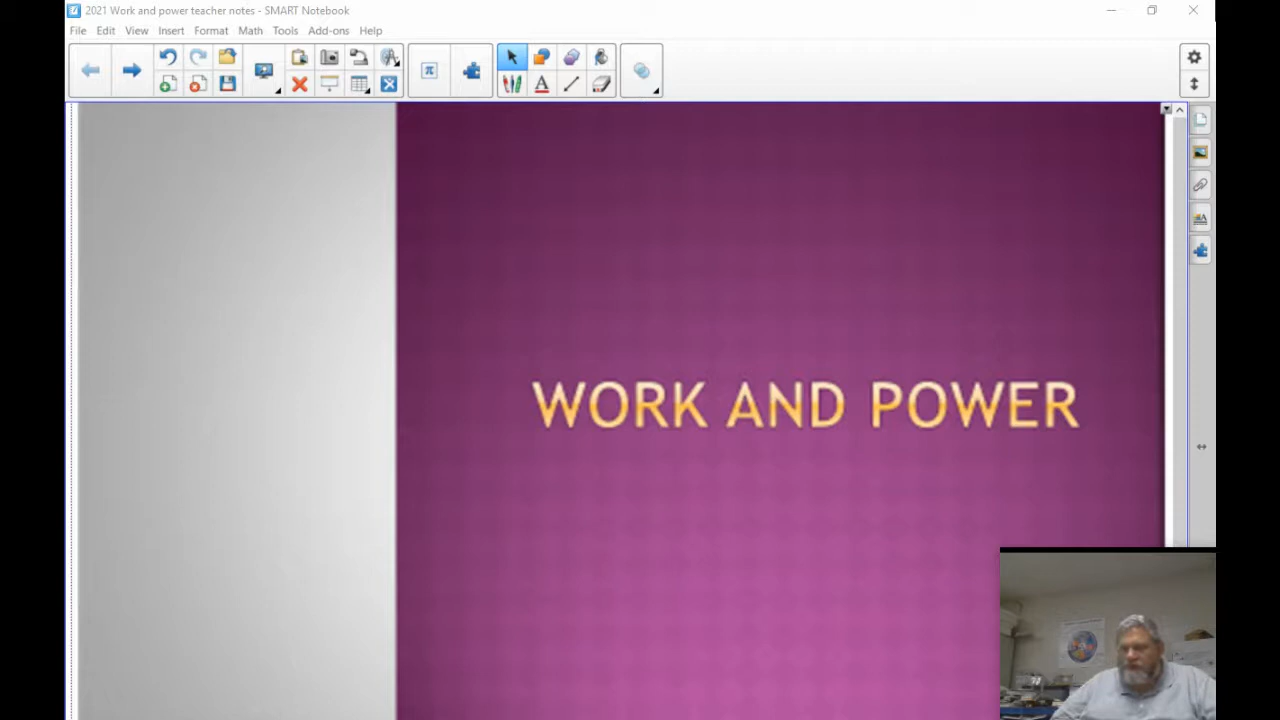 2021 Work and power teacher notes - SMART Notebook
File Edit View Insert Format Math Tools Add-ons Help
WORK AND POWER